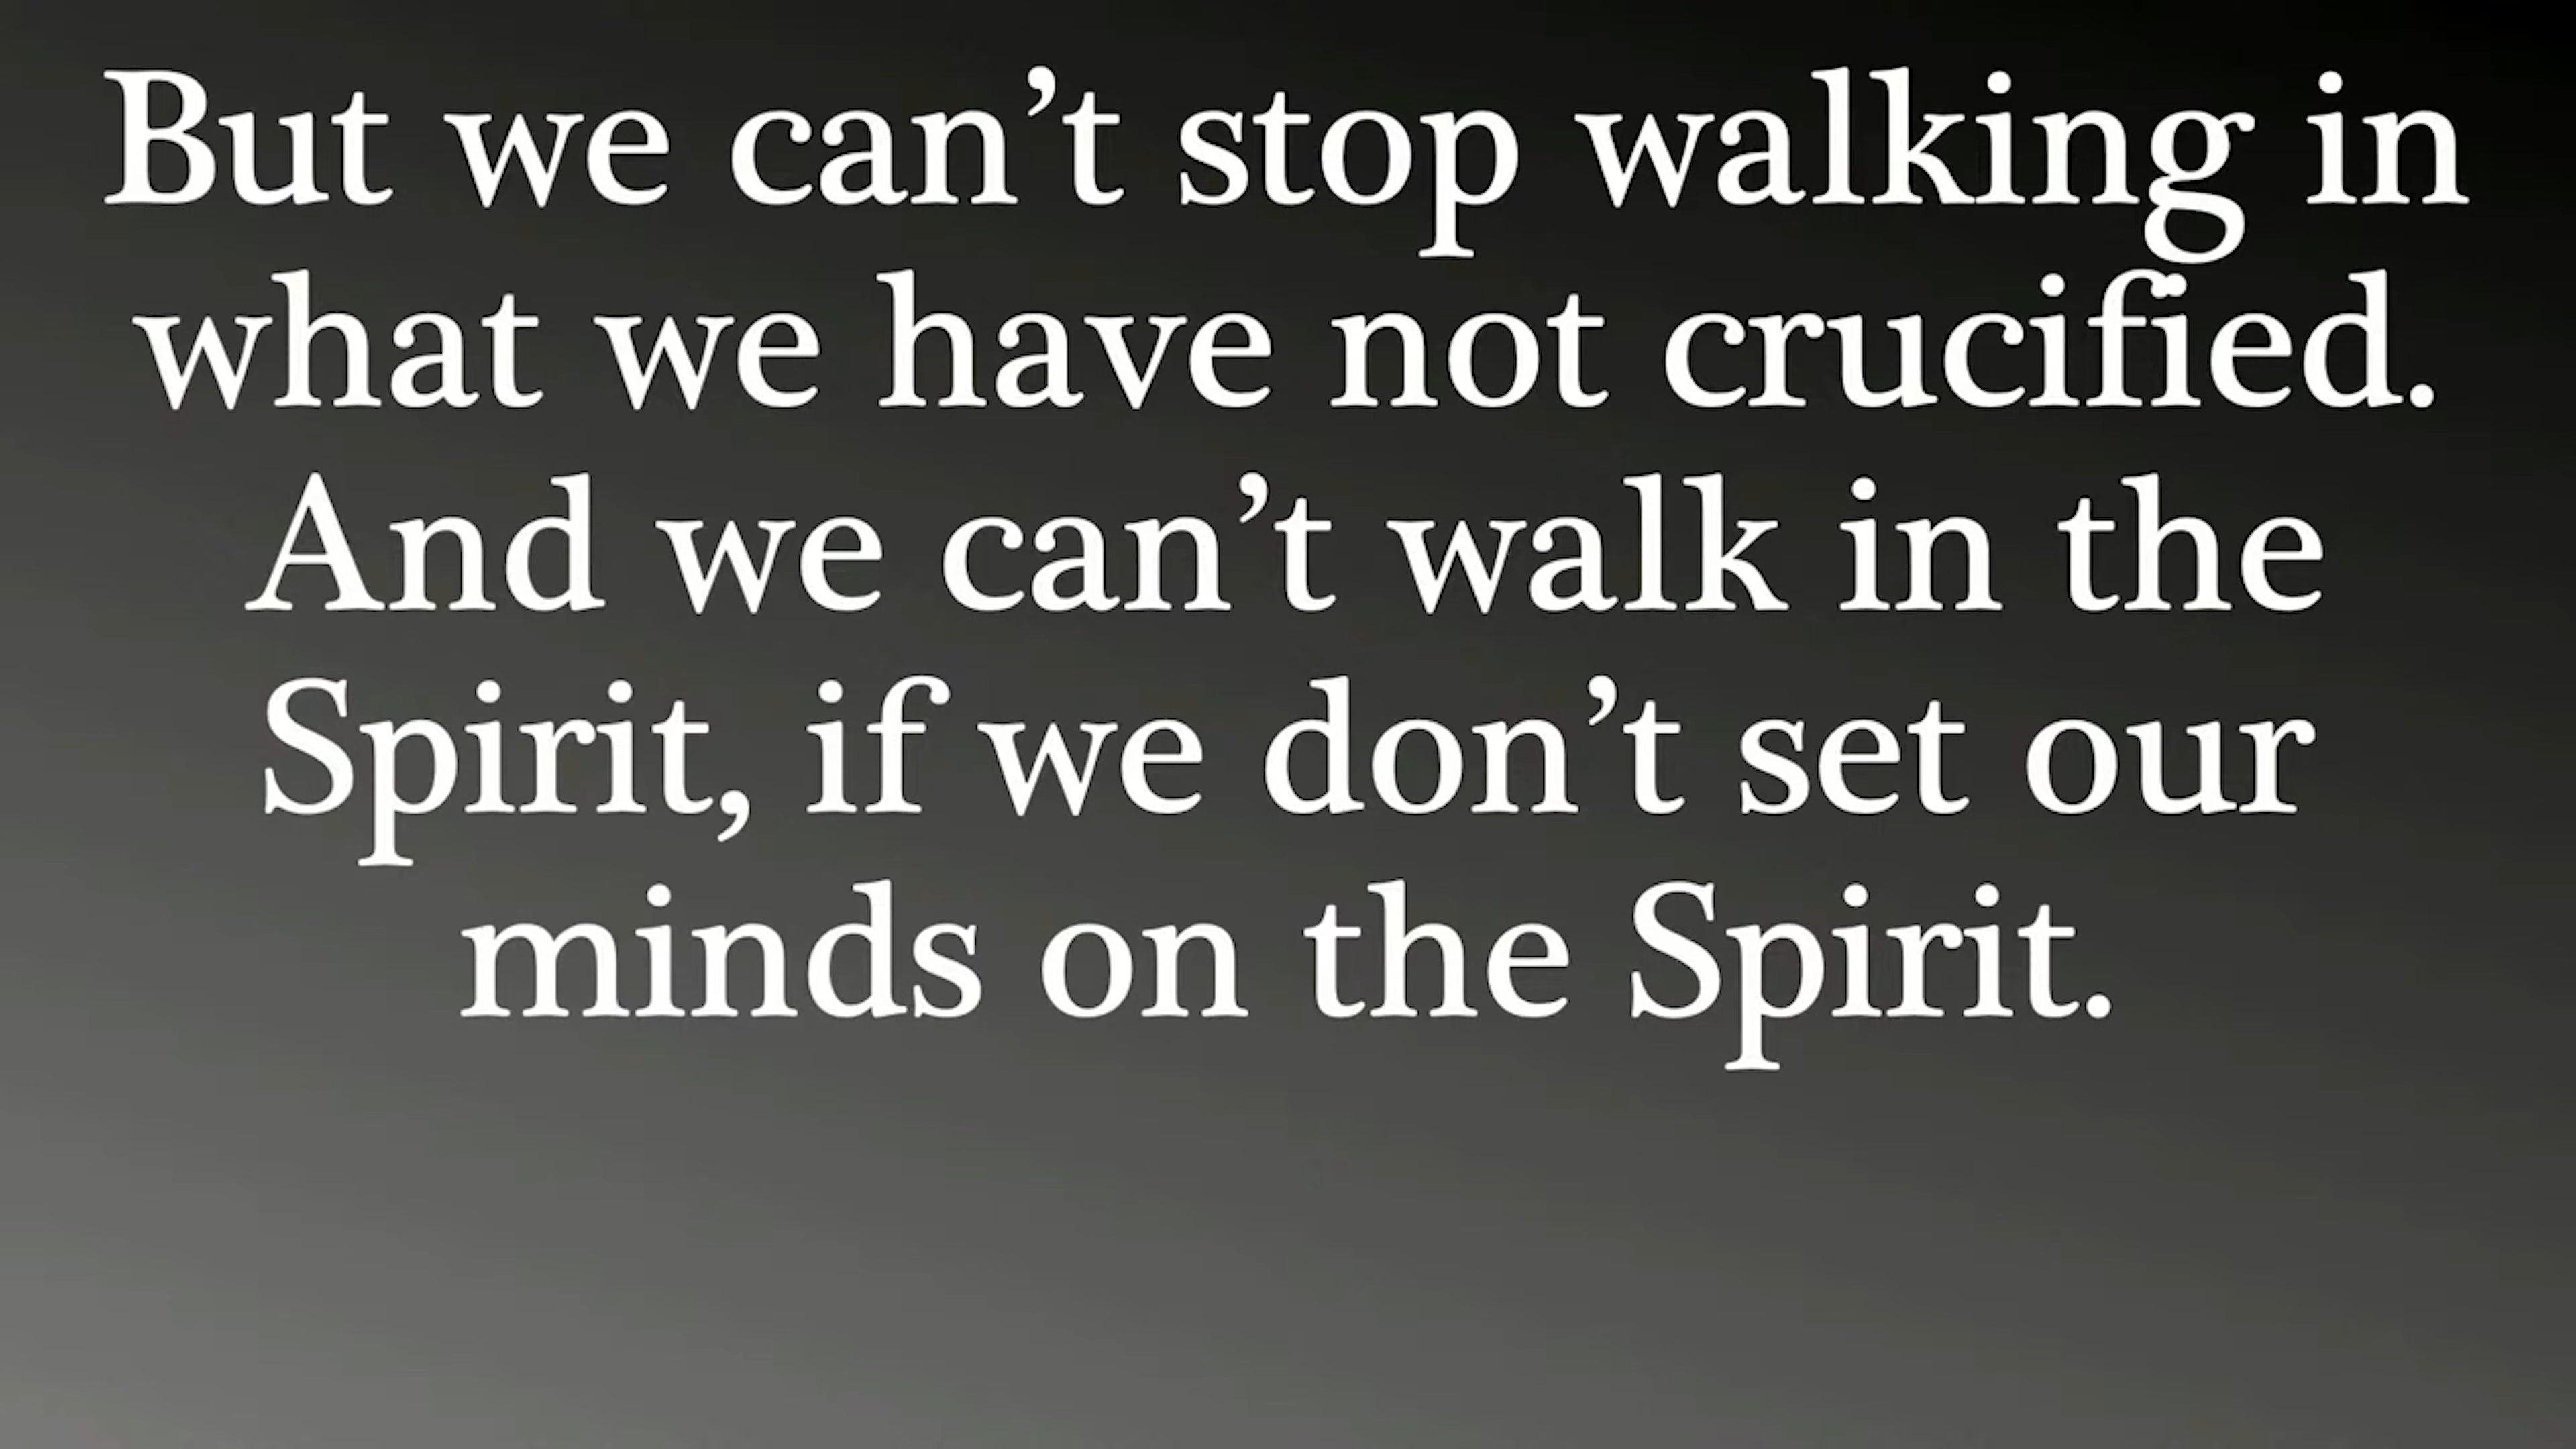 But we can’t stop walking in
what we have not crucified.
And we can’t walk in the
Spirit, if we don’t set our
minds on the Spirit.